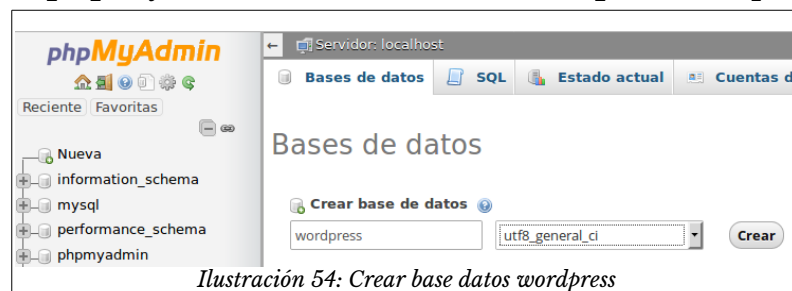 phpMyAdmin
Reciente Favoritas
Nueva
information_schema
mysql
performance_schema
phpmyadmin
Servidor: localhost
Bases de datos SQL Estado actual Cuentas d
Bases de datos
Crear base de datos
wordpress utf8_general_ci Crear
Ilustración 54: Crear base datos wordpress